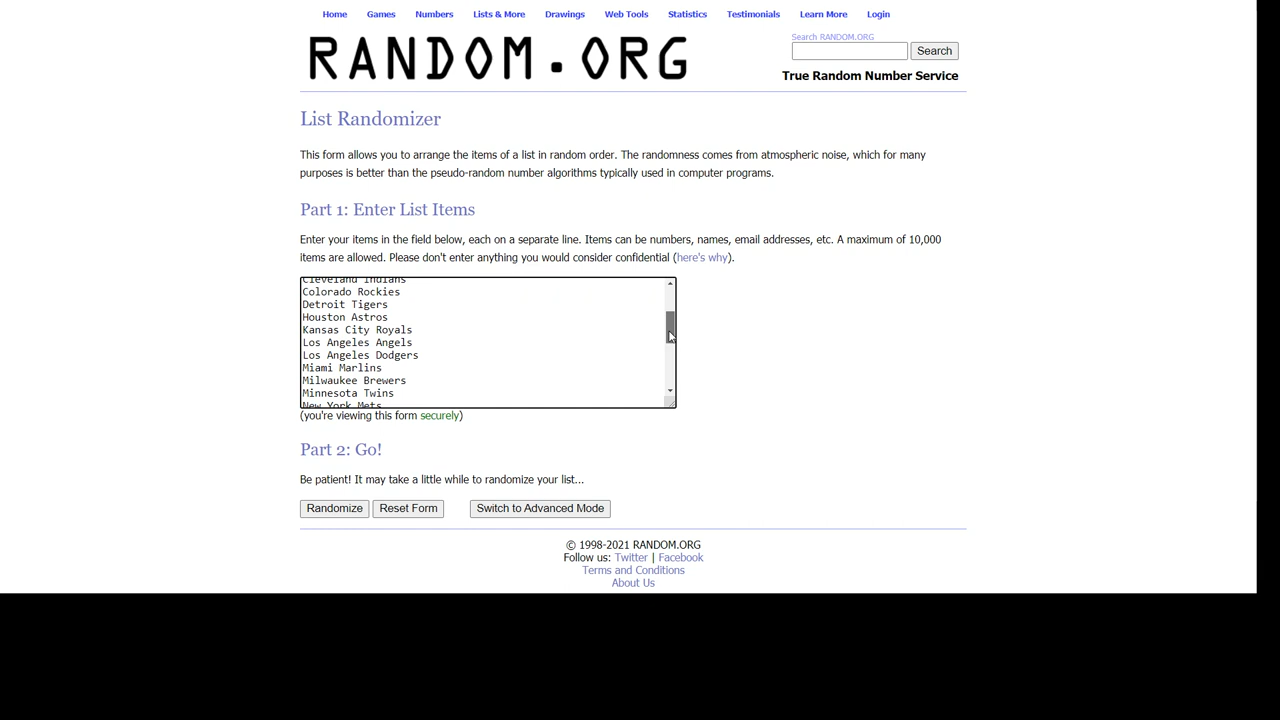 Home Games Numbers Lists & More Drawings Web Tools Statistics Testimonials Learn More Login
Search RANDOM.ORG
RANDOM.ORG
Search
True Random Number Service
List Randomizer
This form allows you to arrange the items of a list in random order. The randomness comes from atmospheric noise, which for many
purposes is better than the pseudo-random number algorithms typically used in computer programs.
Part 1: Enter List Items
Enter your items in the field below, each on a separate line. Items can be numbers, names, email addresses, etc. A maximum of 10,000
items are allowed. Please don't enter anything you would consider confidential (here's why).
Cleveland Indians
Colorado Rockies
Detroit Tigers
Houston Astros
Kansas City Royals
Los Angeles Angels
Los Angeles Dodgers
Miami Marlins
Milwaukee Brewers
Minnesota Twins
New York Mets
(you're viewing this form securely)
Part 2: Go!
Be patient! It may take a little while to randomize your list...
Randomize Reset Form Switch to Advanced Mode
© 1998-2021 RANDOM.ORG
Follow us: Twitter | Facebook
Terms and Conditions
About Us